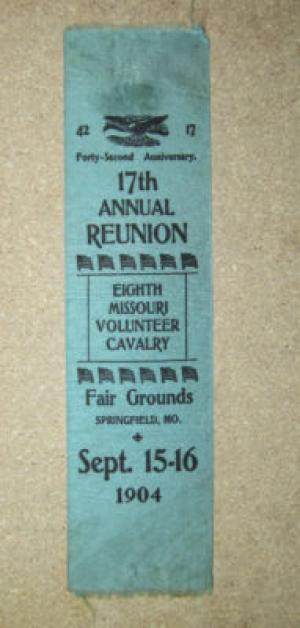 42 17
Forty-Second Anniversary.
17th
ANNUAL
REUNION
EIGHTH
MISSOURI
VOLUNTEER
CAVALRY
Fair Grounds
SPRINGFIELD, MO.
Sept. 15-16
1904